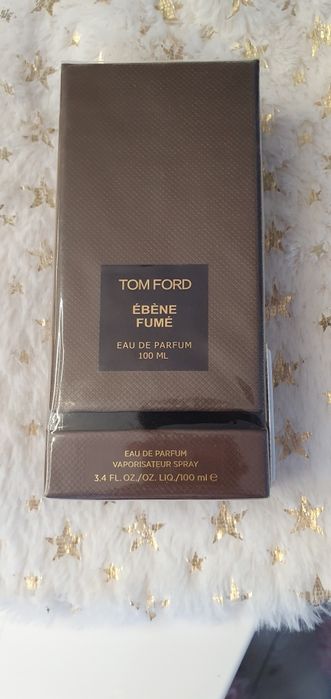 TOM FORD
ÉBÈNE
FUMÉ
EAU DE PARFUM
100 ML
EAU DE PARFUM
VAPORISATEUR SPRAY
3.4 FL. OZ./OZ. LIQ./100 ml ℮